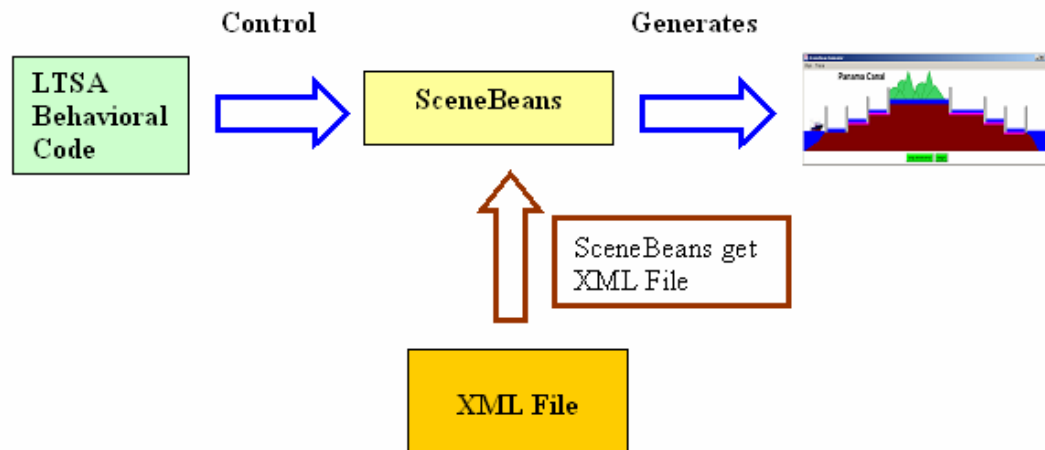 Control
Generates
LTSA
Behavioral
Code
SceneBeans
Panama Canal
SceneBeans get
XML File
XML File